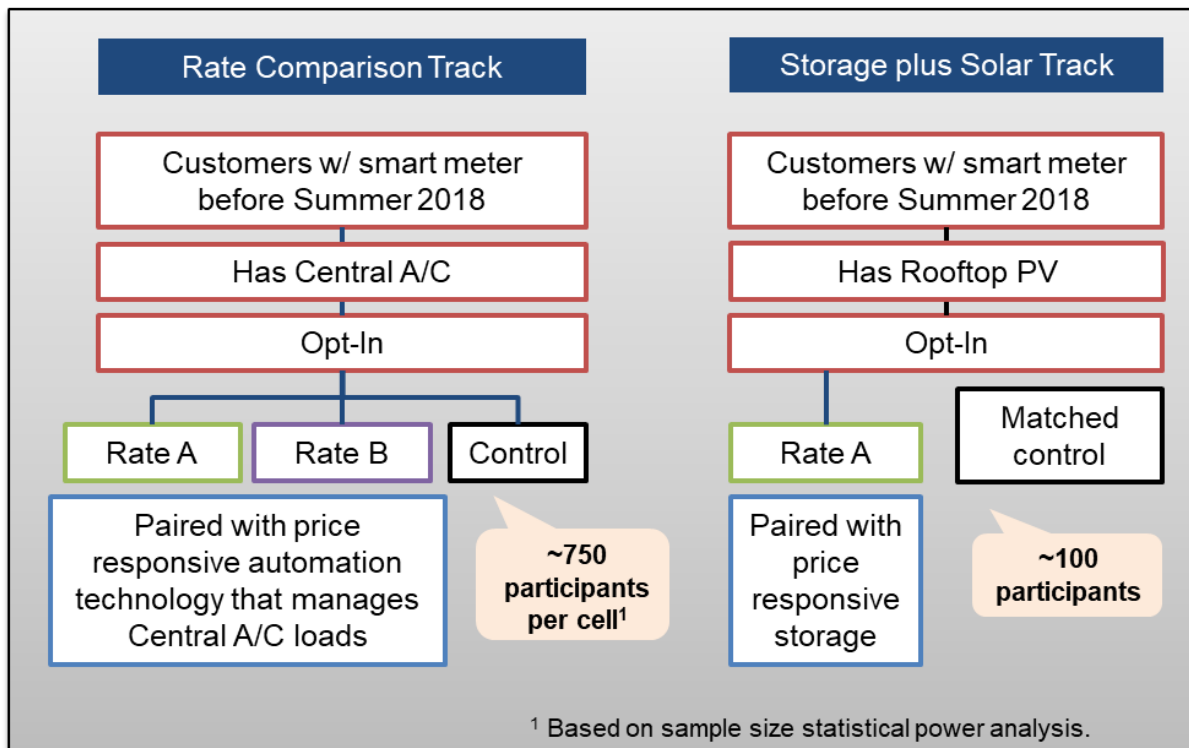 Rate Comparison Track
Customers w/ smart meter
before Summer 2018
Has Central A/C
Opt-In
Rate A
Rate B
Control
Paired with price
responsive automation
technology that manages
Central A/C loads
~750
participants
per cell¹
Storage plus Solar Track
Customers w/ smart meter
before Summer 2018
Has Rooftop PV
Opt-In
Rate A
Matched
control
Paired with
price
responsive
storage
~100
participants
¹ Based on sample size statistical power analysis.